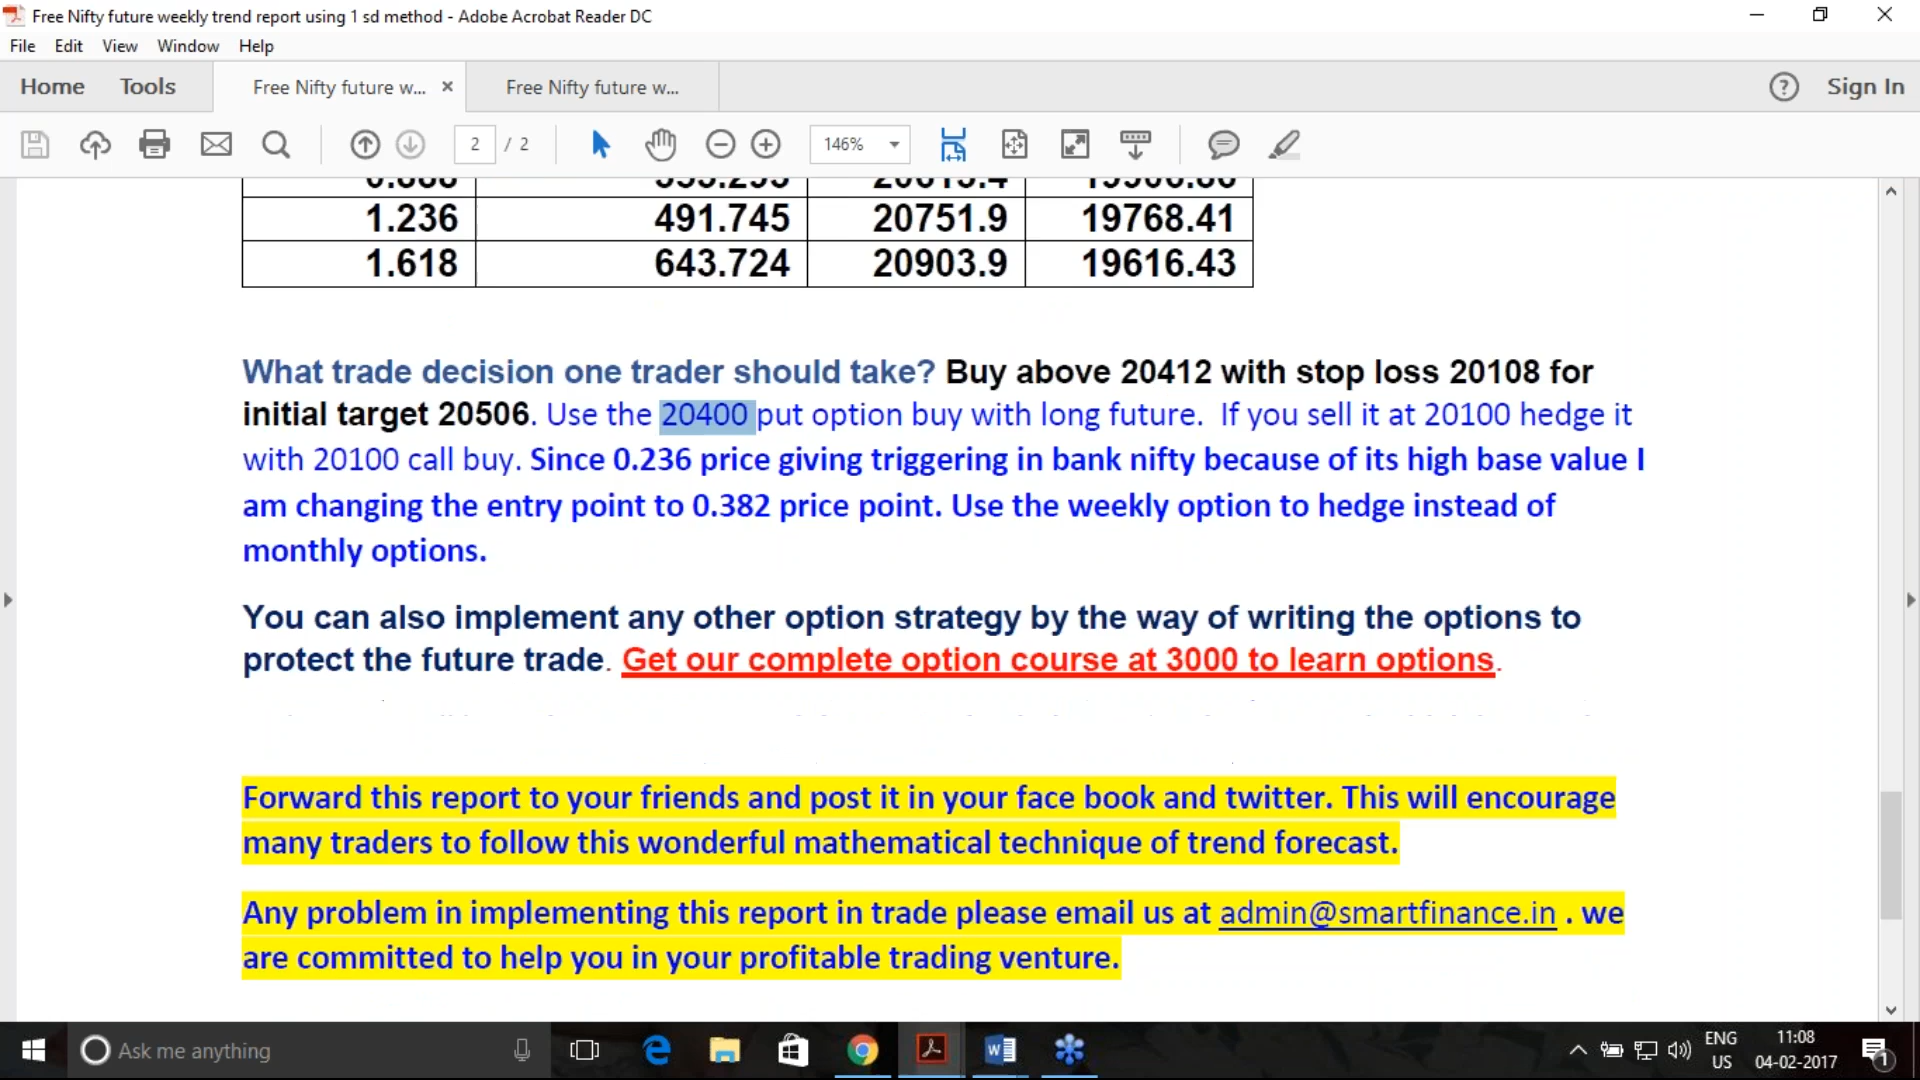 Free Nifty future weekly trend report using 1 sd method - Adobe Acrobat Reader DC
File Edit View Window Help
Home Tools Free Nifty future w... × Free Nifty future w... ? Sign In
2 / 2 146%
1.236 491.745 20751.9 19768.41
1.618 643.724 20903.9 19616.43
What trade decision one trader should take? Buy above 20412 with stop loss 20108 for
initial target 20506. Use the 20400 put option buy with long future. If you sell it at 20100 hedge it
with 20100 call buy. Since 0.236 price giving triggering in bank nifty because of its high base value I
am changing the entry point to 0.382 price point. Use the weekly option to hedge instead of
monthly options.
You can also implement any other option strategy by the way of writing the options to
protect the future trade. Get our complete option course at 3000 to learn options.
Forward this report to your friends and post it in your face book and twitter. This will encourage
many traders to follow this wonderful mathematical technique of trend forecast.
Any problem in implementing this report in trade please email us at admin@smartfinance.in . we
are committed to help you in your profitable trading venture.
Ask me anything
ENG 11:08
US 04-02-2017 1